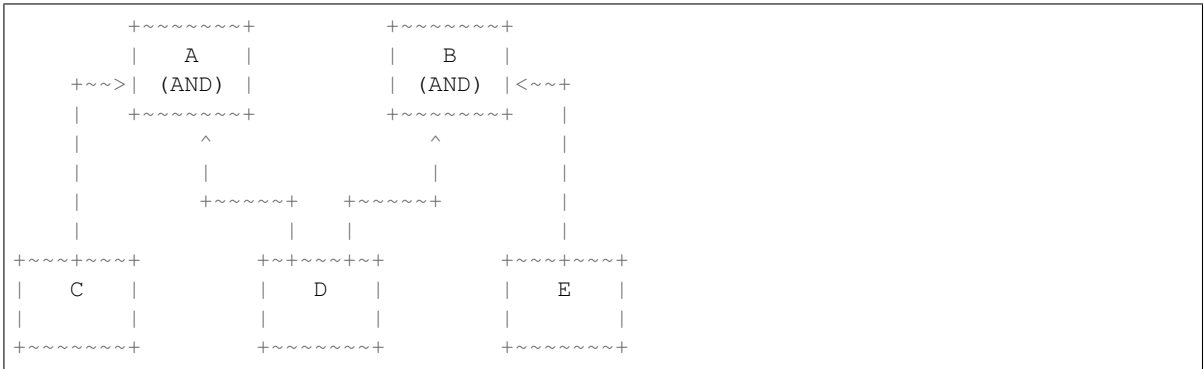 +~~~~~~~+         +~~~~~~~+
|   A   |         |   B   |
+~~>| (AND) |         | (AND) |<~~+
|   +~~~~~~~+         +~~~~~~~+   |
|        ^               ^        |
|        |               |        |
|        +~~~~~+   +~~~~~+        |
|              |   |              |
+~~~+~~~+        +~+~~~+~+        +~~~+~~~+
|   C   |        |   D   |        |   E   |
|       |        |       |        |       |
+~~~~~~~+        +~~~~~~~+        +~~~~~~~+